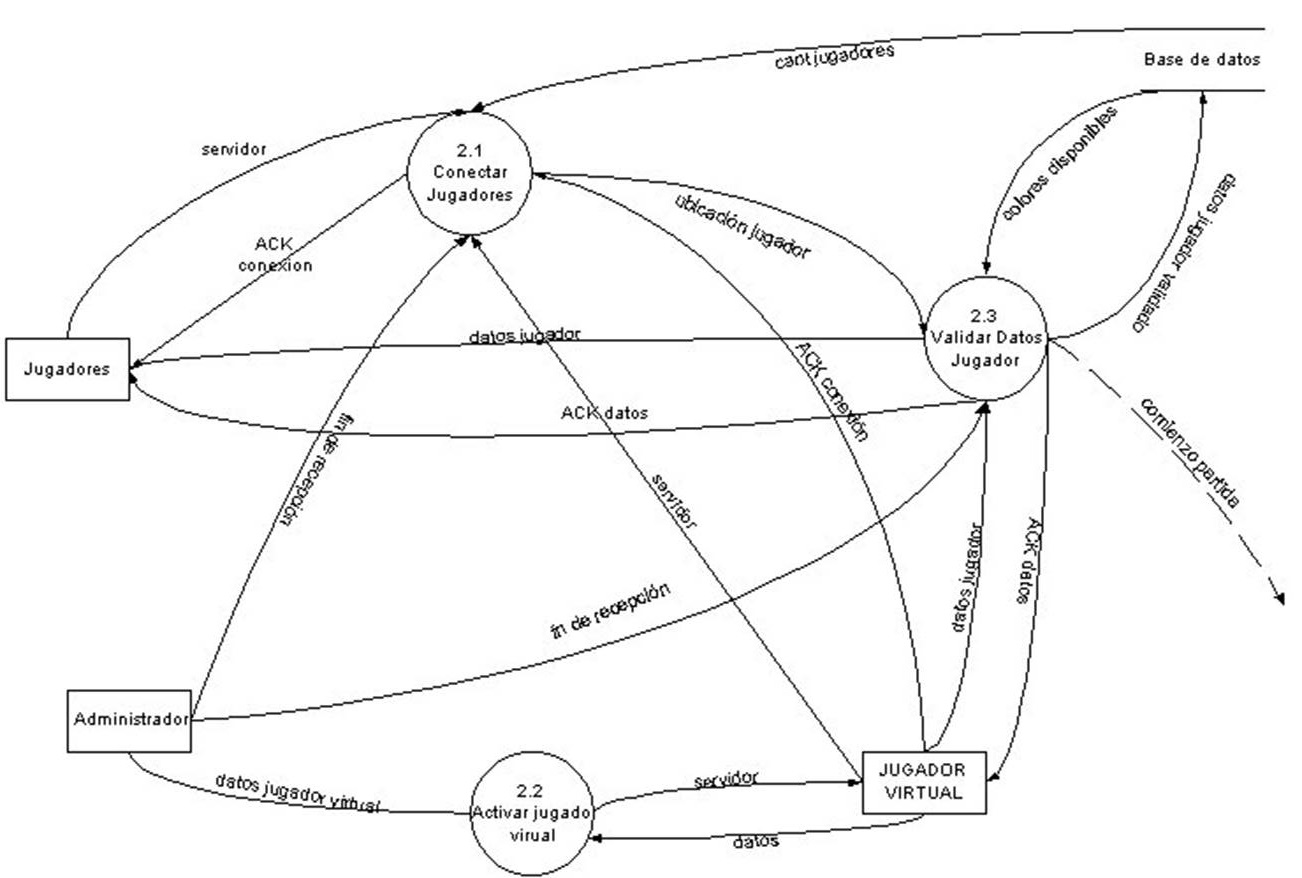 cant jugadores
Base de datos
servidor
2.1
Conectar
Jugadores
colores disponibles
datos jugador validado
ubicación jugador
ACK
conexion
2.3
Validar Datos
Jugador
datos jugador
Jugadores
ACK conexión
ACK datos
comienzo partida
fin de recepción
servidor
datos jugador
ACK datos
fin de recepción
Administrador
JUGADOR
VIRTUAL
datos jugador virtual
servidor
2.2
Activar jugado
virual
datos